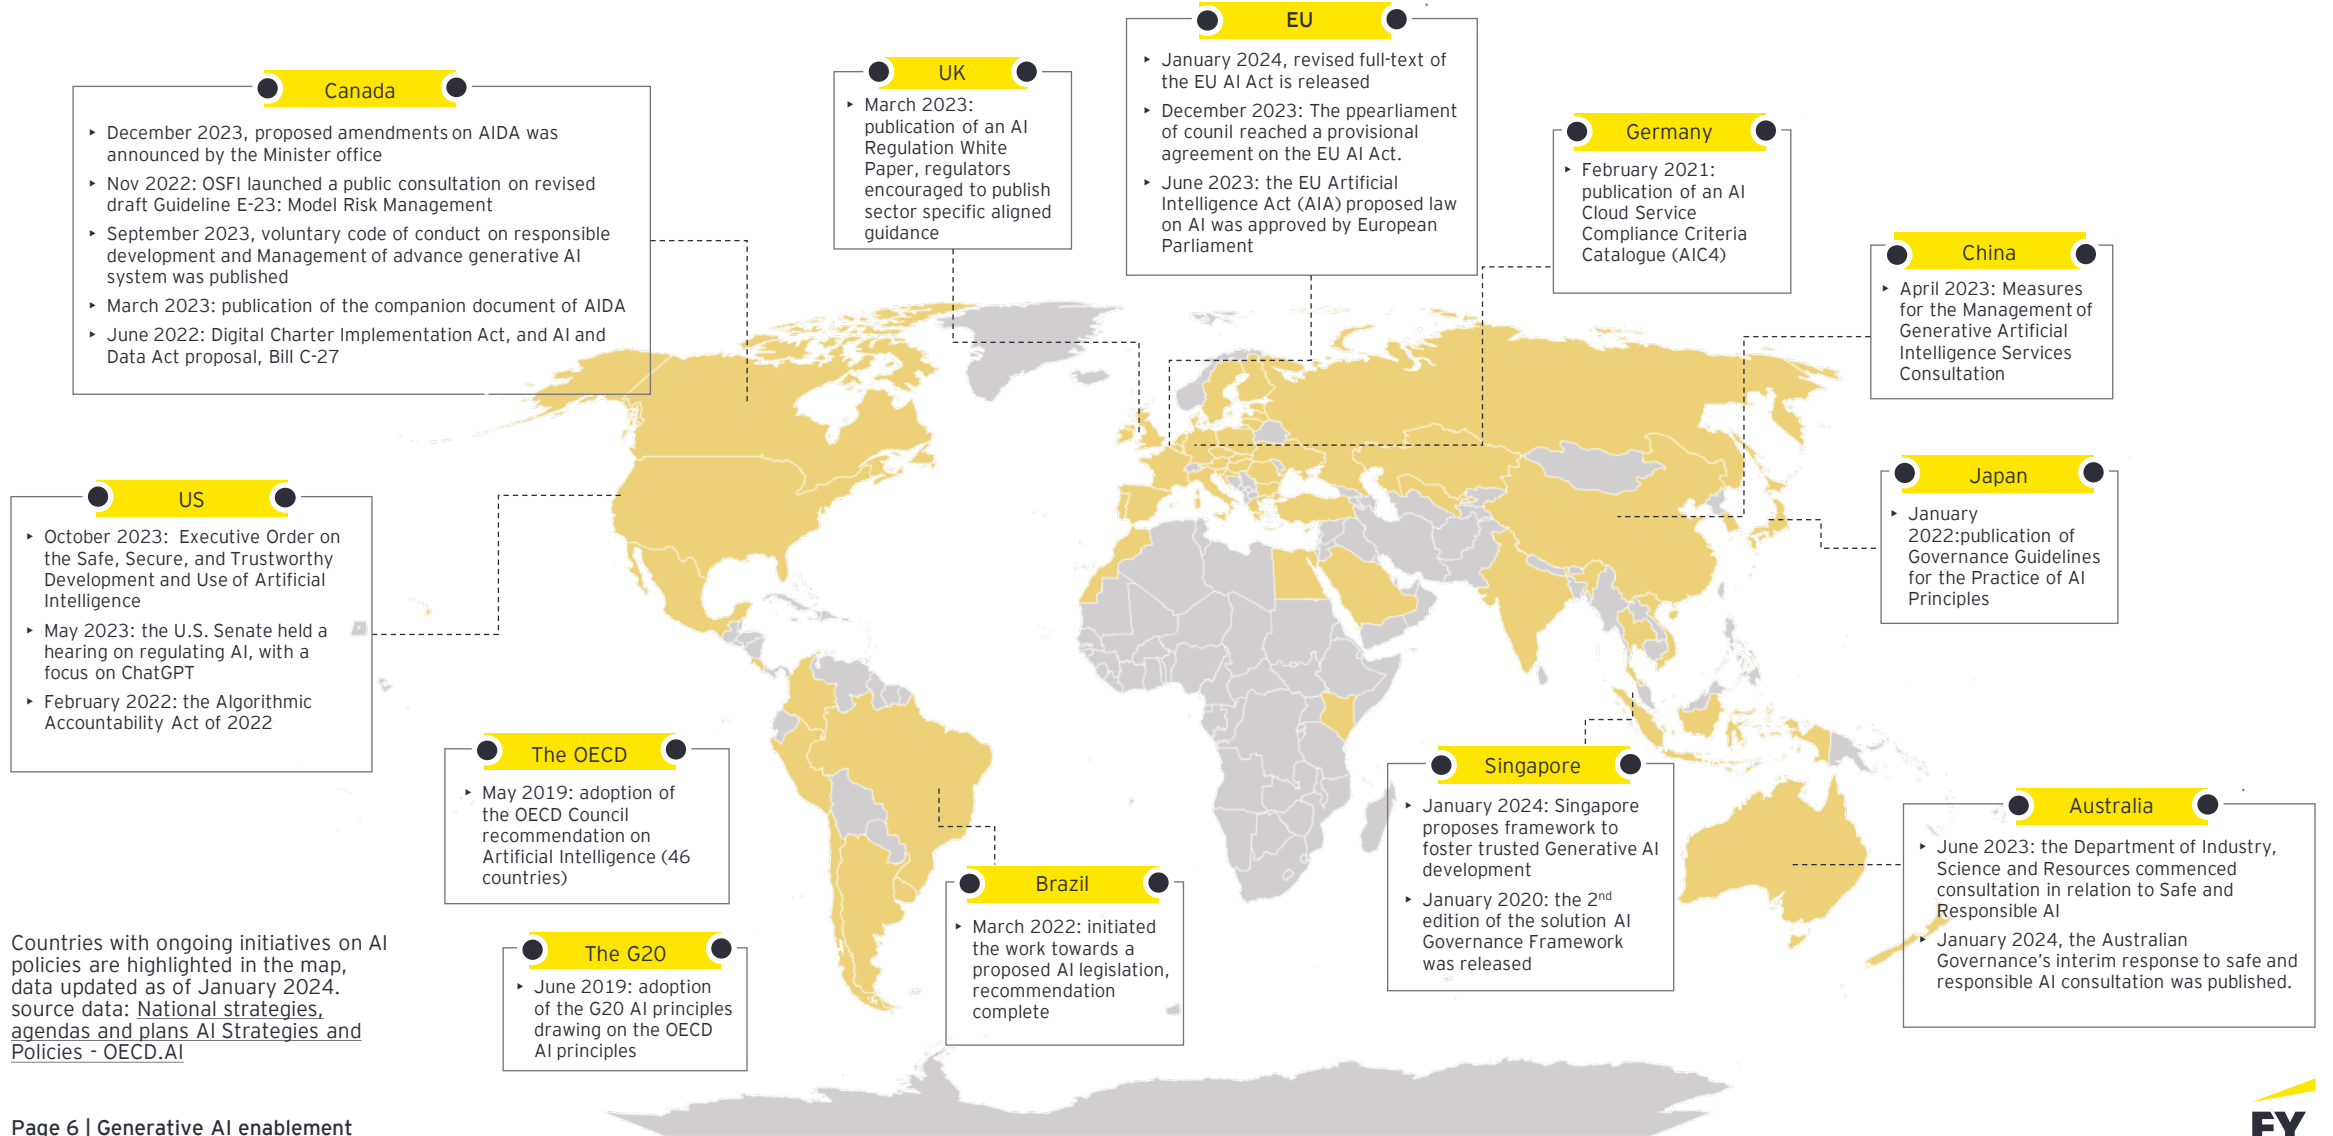 Canada
▸ December 2023, proposed amendments on AIDA was
announced by the Minister office
▸ Nov 2022: OSFI launched a public consultation on revised
draft Guideline E-23: Model Risk Management
▸ September 2023, voluntary code of conduct on responsible
development and Management of advance generative AI
system was published
▸ March 2023: publication of the companion document of AIDA
▸ June 2022: Digital Charter Implementation Act, and AI and
Data Act proposal, Bill C-27
UK
▸ March 2023:
publication of an AI
Regulation White
Paper, regulators
encouraged to publish
sector specific aligned
guidance
EU
▸ January 2024, revised full-text of
the EU AI Act is released
▸ December 2023: The ppearliament
of counil reached a provisional
agreement on the EU AI Act.
▸ June 2023: the EU Artificial
Intelligence Act (AIA) proposed law
on AI was approved by European
Parliament
Germany
▸ February 2021:
publication of an AI
Cloud Service
Compliance Criteria
Catalogue (AIC4)
China
▸ April 2023: Measures
for the Management of
Generative Artificial
Intelligence Services
Consultation
US
▸ October 2023: Executive Order on
the Safe, Secure, and Trustworthy
Development and Use of Artificial
Intelligence
▸ May 2023: the U.S. Senate held a
hearing on regulating AI, with a
focus on ChatGPT
▸ February 2022: the Algorithmic
Accountability Act of 2022
Japan
▸ January
2022:publication of
Governance Guidelines
for the Practice of AI
Principles
The OECD
▸ May 2019: adoption of
the OECD Council
recommendation on
Artificial Intelligence (46
countries)
The G20
▸ June 2019: adoption
of the G20 AI principles
drawing on the OECD
AI principles
Brazil
▸ March 2022: initiated
the work towards a
proposed AI legislation,
recommendation
complete
Singapore
▸ January 2024: Singapore
proposes framework to
foster trusted Generative AI
development
▸ January 2020: the 2nd
edition of the solution AI
Governance Framework
was released
Australia
▸ June 2023: the Department of Industry,
Science and Resources commenced
consultation in relation to Safe and
Responsible AI
▸ January 2024, the Australian
Governance's interim response to safe and
responsible AI consultation was published.
Countries with ongoing initiatives on AI
policies are highlighted in the map,
data updated as of January 2024.
source data: National strategies,
agendas and plans AI Strategies and
Policies - OECD.AI
Page 6 | Generative AI enablement
EY